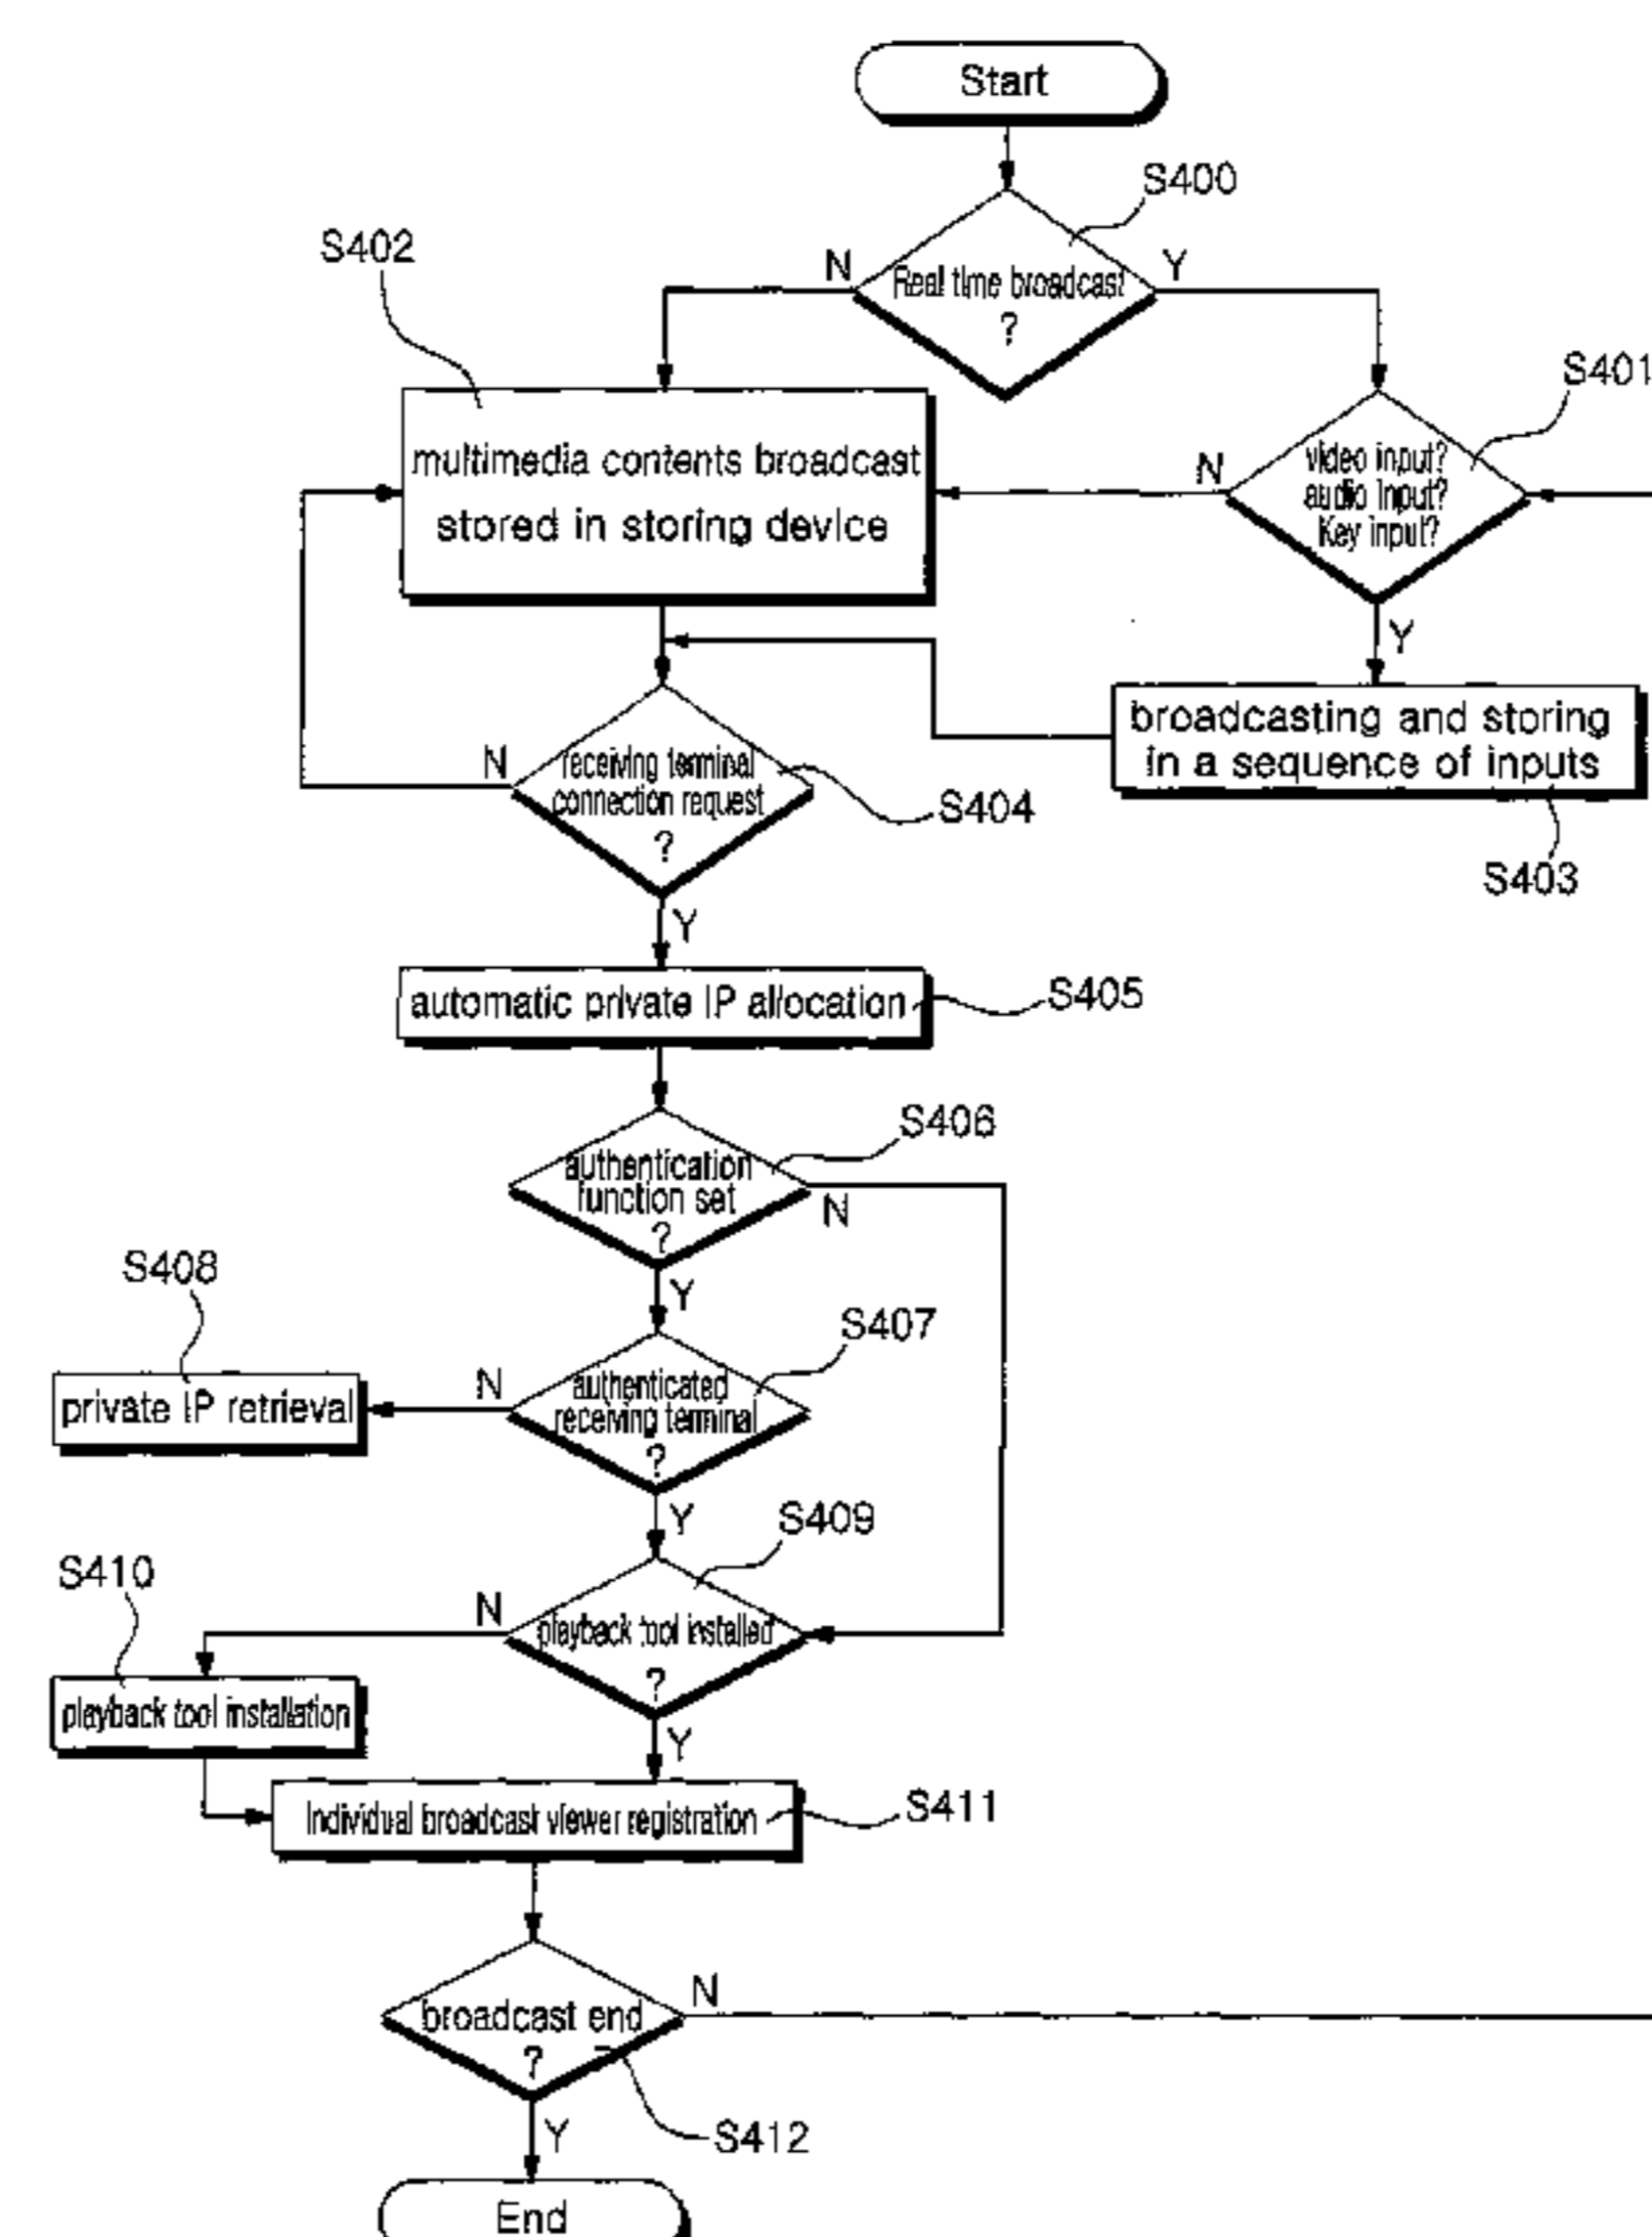 Start
S400
Real time broadcast
?
N
Y
S402
multimedia contents broadcast
stored in storing device
S401
video input?
audio input?
Key input?
N
Y
broadcasting and storing
in a sequence of inputs
S403
receiving terminal
connection request
?
N
S404
Y
automatic private IP allocation
S405
authentication
function set
?
S406
N
Y
S408
private IP retrieval
N
authenticated
receiving terminal
?
S407
Y
S409
playback tool installed
?
N
S410
playback tool installation
Y
Individual broadcast viewer registration
S411
broadcast end
?
N
S412
Y
End